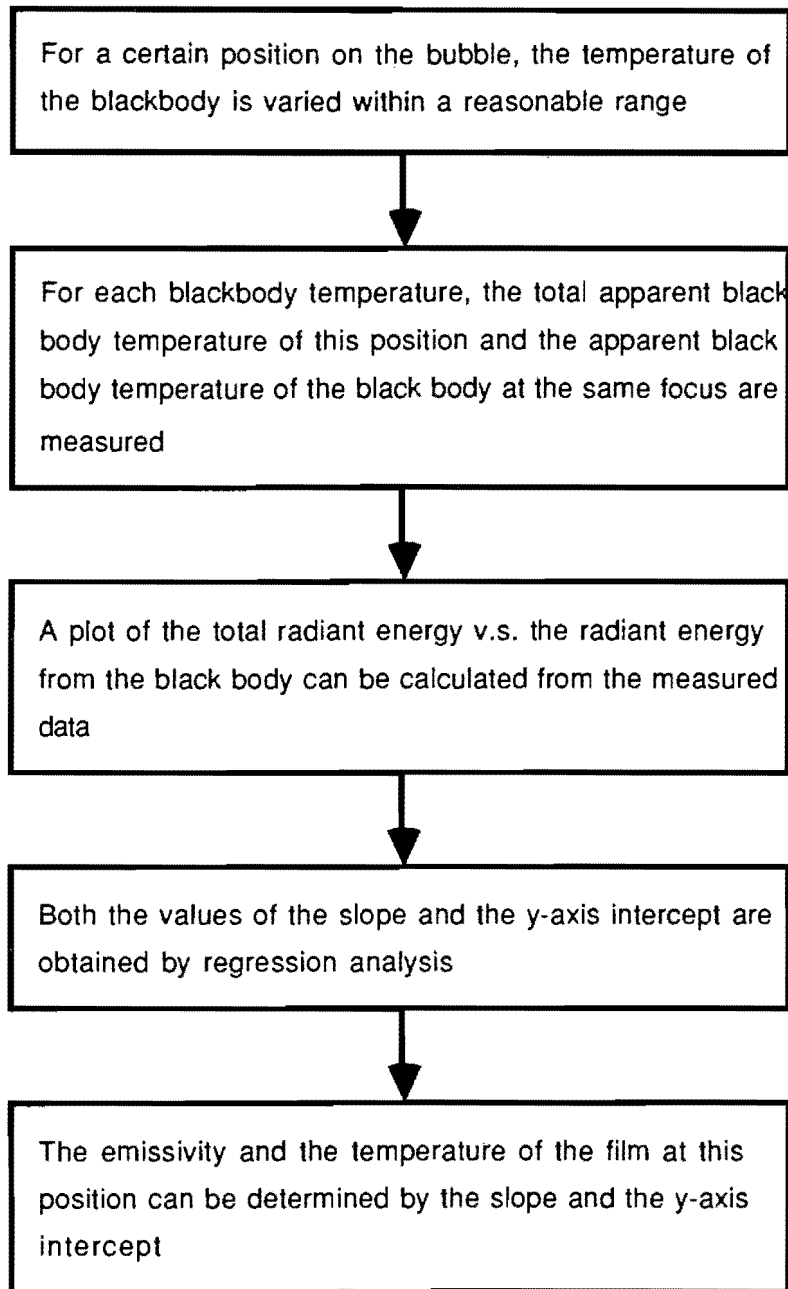 For a certain position on the bubble, the temperature of
the blackbody is varied within a reasonable range
For each blackbody temperature, the total apparent black
body temperature of this position and the apparent black
body temperature of the black body at the same focus are
measured
A plot of the total radiant energy v.s. the radiant energy
from the black body can be calculated from the measured
data
Both the values of the slope and the y-axis intercept are
obtained by regression analysis
The emissivity and the temperature of the film at this
position can be determined by the slope and the y-axis
intercept